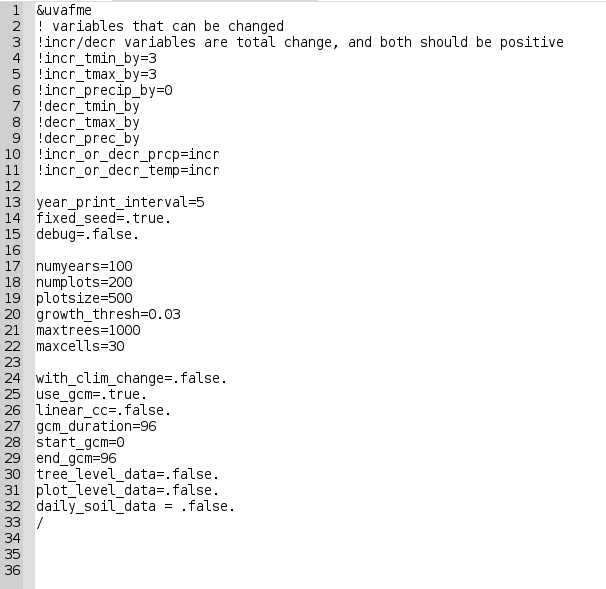 1 &uvafme
2 ! variables that can be changed
3 !incr/decr variables are total change, and both should be positive
4 !incr_tmin_by=3
5 !incr_tmax_by=3
6 !incr_precip_by=0
7 !decr_tmin_by
8 !decr_tmax_by
9 !decr_prec_by
10 !incr_or_decr_prcp=incr
11 !incr_or_decr_temp=incr
12
13 year_print_interval=5
14 fixed_seed=.true.
15 debug=.false.
16
17 numyears=100
18 numplots=200
19 plotsize=500
20 growth_thresh=0.03
21 maxtrees=1000
22 maxcells=30
23
24 with_clim_change=.false.
25 use_gcm=.true.
26 linear_cc=.false.
27 gcm_duration=96
28 start_gcm=0
29 end_gcm=96
30 tree_level_data=.false.
31 plot_level_data=.false.
32 daily_soil_data = .false.
33 /
34
35
36